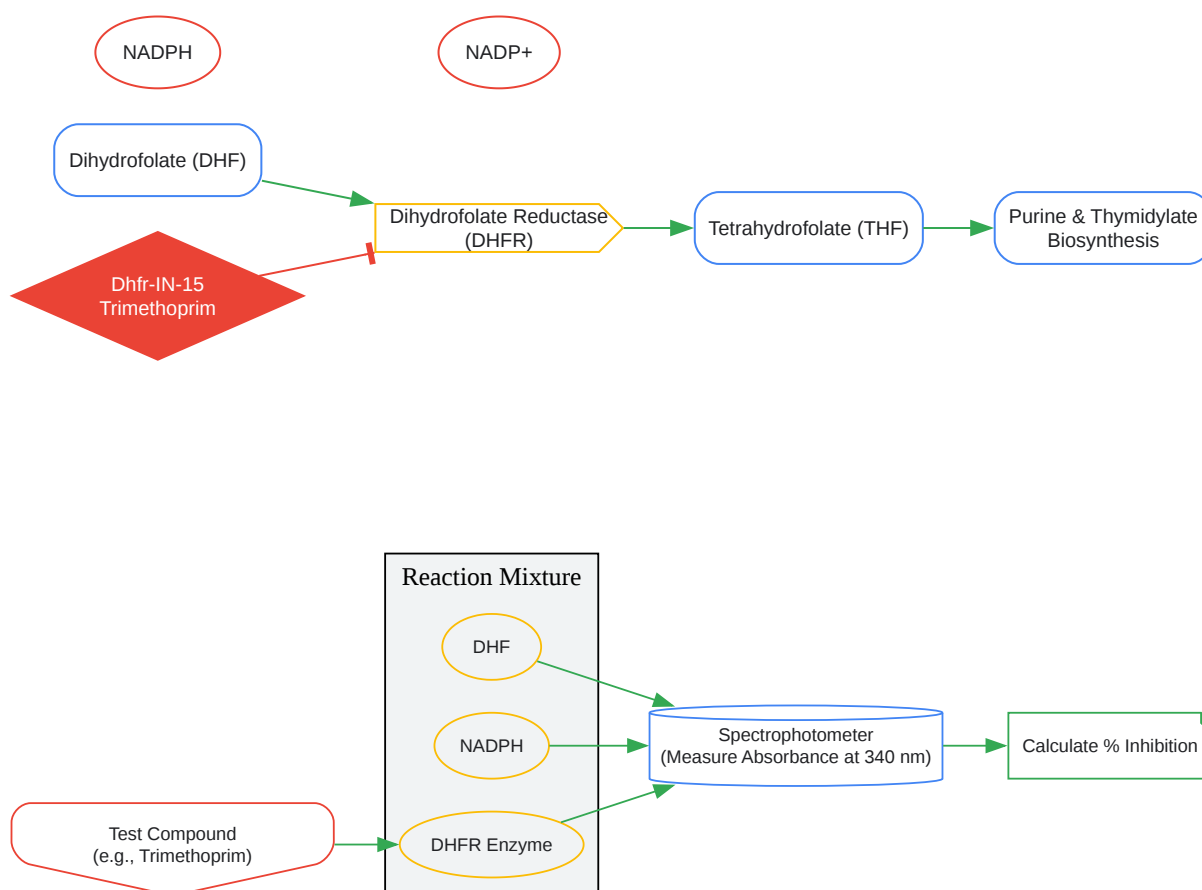 NADPH
NADP+
Dihydrofolate (DHF)
Dihydrofolate Reductase
(DHFR)
Tetrahydrofolate (THF)
Purine & Thymidylate
Biosynthesis
Dhfr-IN-15
Trimethoprim
Reaction Mixture
DHF
NADPH
Spectrophotometer
(Measure Absorbance at 340 nm)
Calculate % Inhibition
Test Compound
(e.g., Trimethoprim)
DHFR Enzyme